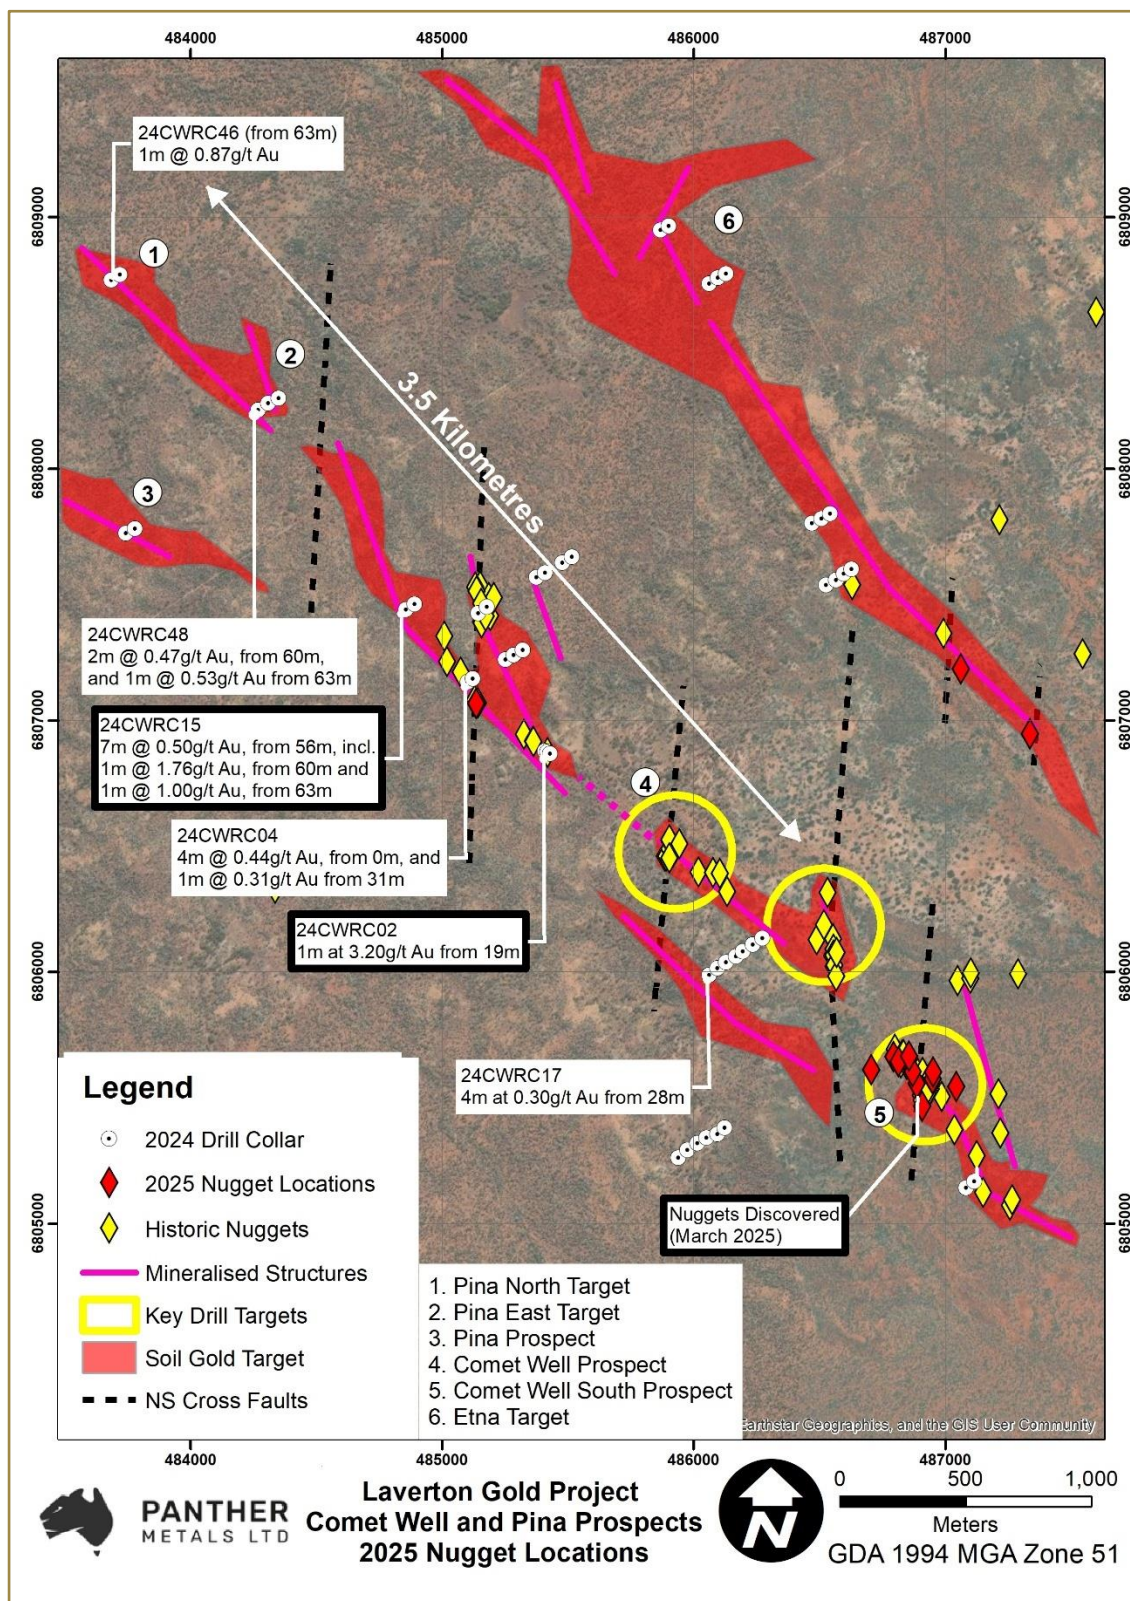 484000
485000
486000
487000
24CWRC46 (from 63m)
1m @ 0.87g/t Au
6809000
6809000
6
1
2
3.5 Kilometres
6808000
6808000
3
24CWRC48
2m @ 0.47g/t Au, from 60m,
and 1m @ 0.53g/t Au from 63m
6807000
6807000
24CWRC15
7m @ 0.50g/t Au, from 56m, incl.
1m @ 1.76g/t Au, from 60m and
1m @ 1.00g/t Au, from 63m
4
24CWRC04
4m @ 0.44g/t Au, from 0m, and
1m @ 0.31g/t Au from 31m
24CWRC02
1m at 3.20g/t Au from 19m
6806000
6806000
24CWRC17
4m at 0.30g/t Au from 28m
5
Nuggets Discovered
(March 2025)
6805000
6805000
Legend
2024 Drill Collar
2025 Nugget Locations
Historic Nuggets
Mineralised Structures
Key Drill Targets
Soil Gold Target
NS Cross Faults
1. Pina North Target
2. Pina East Target
3. Pina Prospect
4. Comet Well Prospect
5. Comet Well South Prospect
6. Etna Target
Earthstar Geographics, and the GIS User Community
484000
485000
486000
487000
PANTHER
METALS LTD
Laverton Gold Project
Comet Well and Pina Prospects
2025 Nugget Locations
N
0 500 1,000
Meters
GDA 1994 MGA Zone 51